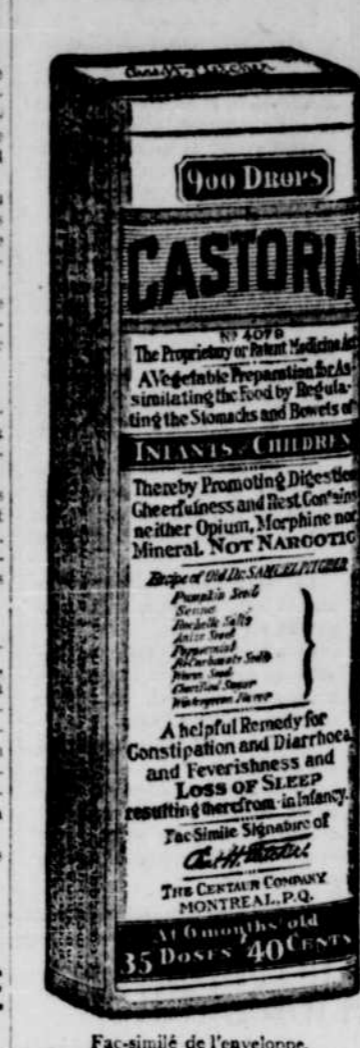 Chas. H. Fletcher
900 DROPS
CASTORIA
Nº 4079
The Proprietary or Patent Medicine Act
A Vegetable Preparation for As-
similating the Food by Regula-
ting the Stomachs and Bowels of
INFANTS & CHILDREN
Thereby Promoting Digestion
Cheerfulness and Rest. Contains
neither Opium, Morphine nor
Mineral. NOT NARCOTIC
Recipe of Old Dr. SAMUEL PITCHER
Pumpkin Seed
Senna
Rochelle Salts
Anise Seed
Peppermint
Bi-Carbonate Soda
Worm Seed
Clarified Sugar
Wintergreen Flavor
A helpful Remedy for
Constipation and Diarrhoea
and Feverishness and
LOSS OF SLEEP
resulting therefrom in Infancy.
Fac-Simile Signature of
Chas. H. Fletcher
THE CENTAUR COMPANY
MONTREAL, P.Q.
At 6 months old
35 DOSES 40 CENTS
Fac-similé de l'enveloppe.